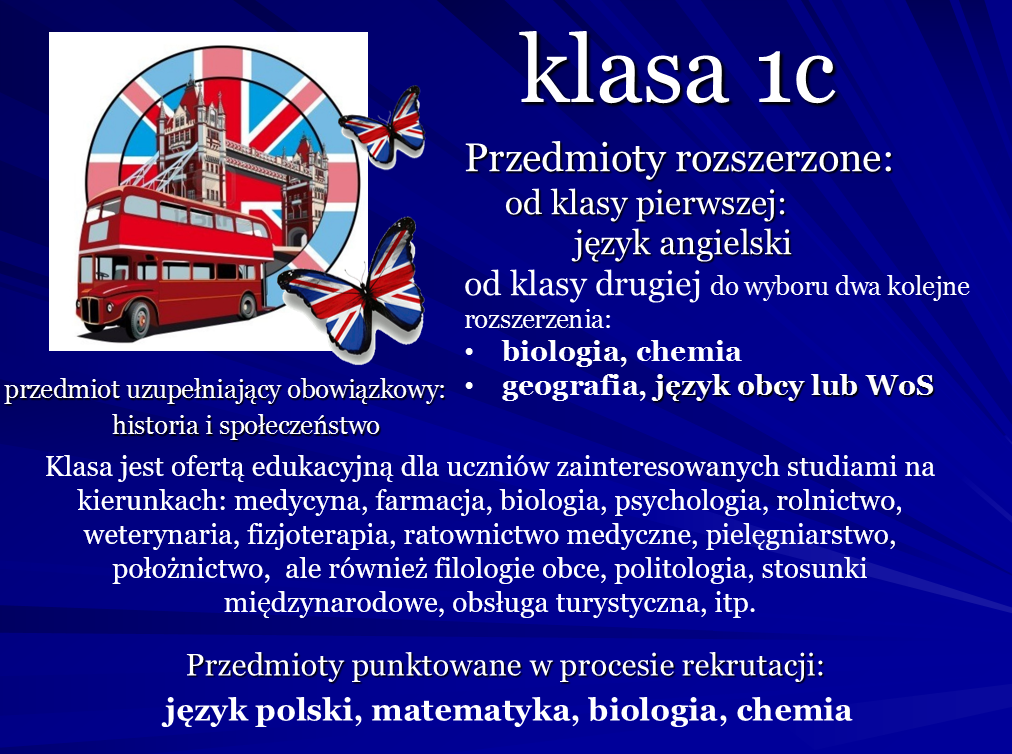 klasa 1c
Przedmioty rozszerzone:
od klasy pierwszej:
język angielski
od klasy drugiej do wyboru dwa kolejne
rozszerzenia:
• biologia, chemia
• geografia, język obcy lub WoS
przedmiot uzupełniający obowiązkowy:
historia i społeczeństwo
Klasa jest ofertą edukacyjną dla uczniów zainteresowanych studiami na
kierunkach: medycyna, farmacja, biologia, psychologia, rolnictwo,
weterynaria, fizjoterapia, ratownictwo medyczne, pielęgniarstwo,
położnictwo, ale również filologie obce, politologia, stosunki
międzynarodowe, obsługa turystyczna, itp.
Przedmioty punktowane w procesie rekrutacji:
język polski, matematyka, biologia, chemia